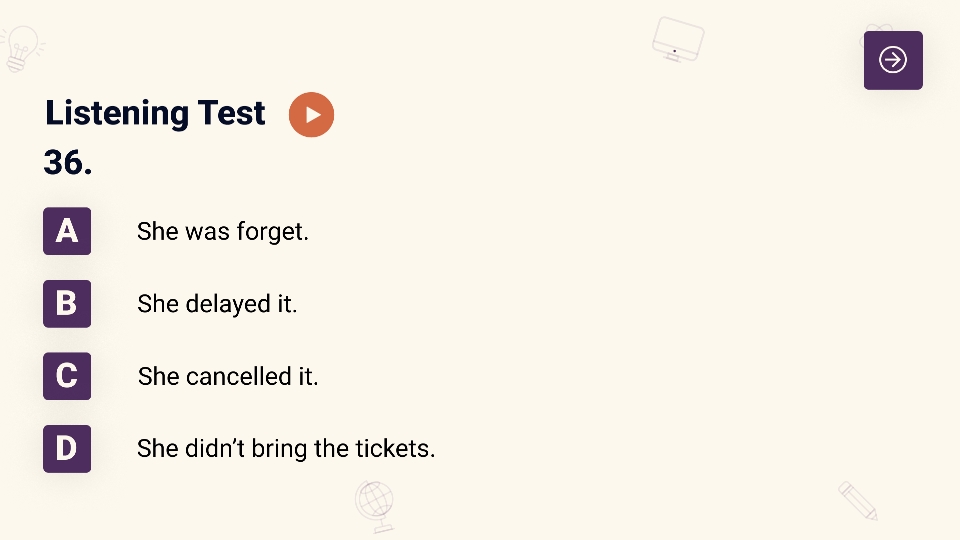 Listening Test
36.
A She was forget.
B She delayed it.
C She cancelled it.
D She didn’t bring the tickets.